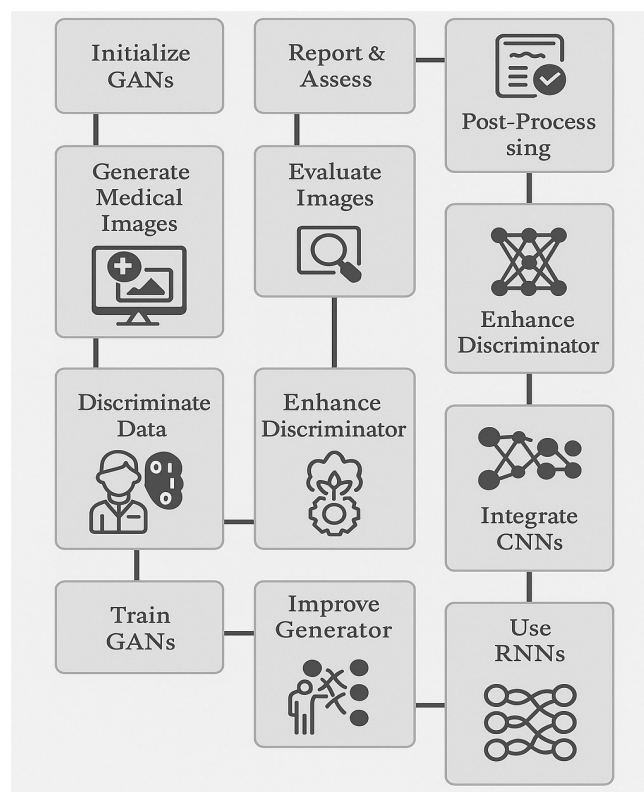 Initialize
GANs
Generate
Medical
Images
Discriminate
Data
Train
GANs
Report &
Assess
Evaluate
Images
Enhance
Discriminator
Improve
Generator
Post-Process
sing
Enhance
Discriminator
Integrate
CNNs
Use
RNNs